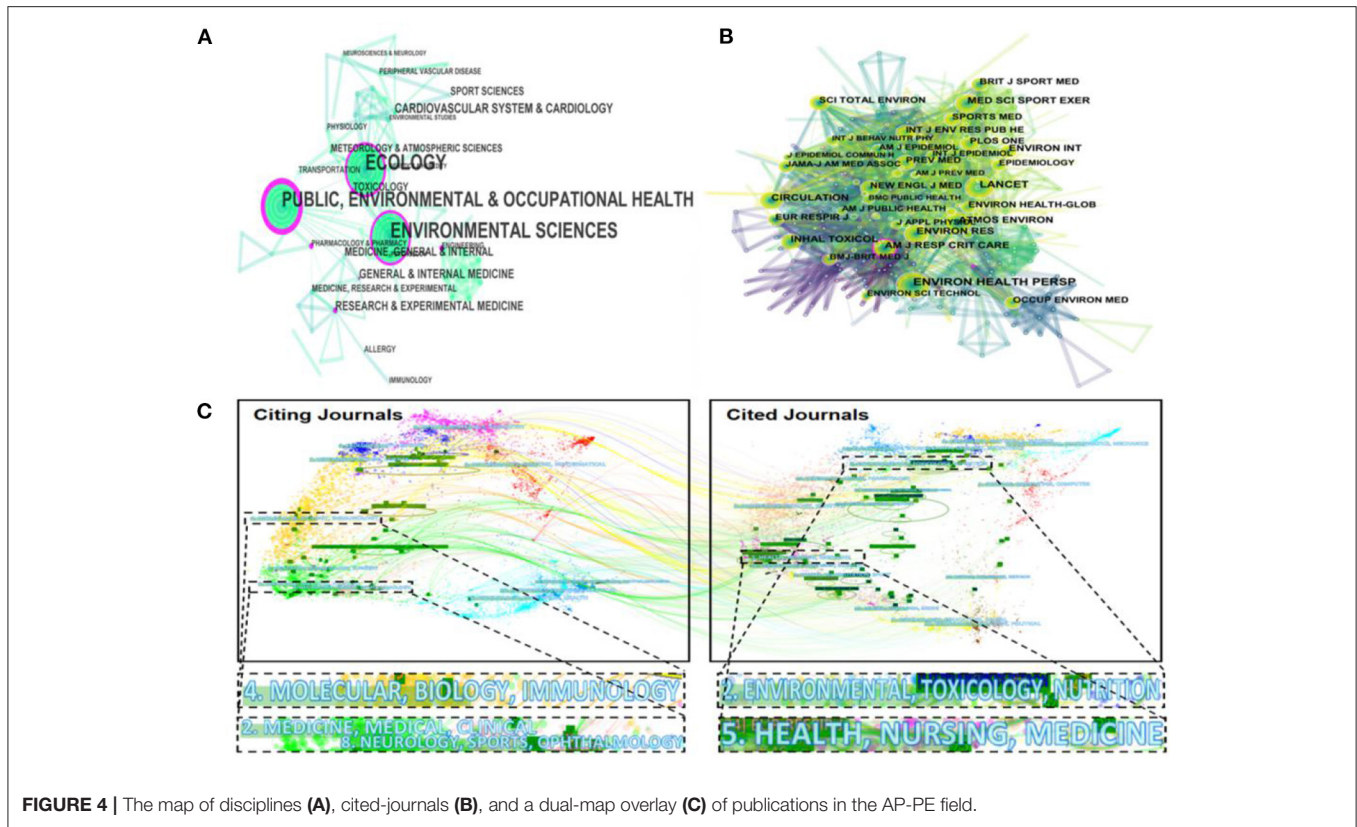 A
NEUROSCIENCES & NEUROLOGY
PERIPHERAL VASCULAR DISEASE
SPORT SCIENCES
CARDIOVASCULAR SYSTEM & CARDIOLOGY
ENVIRONMENTAL STUDIES
PHYSIOLOGY
METEOROLOGY & ATMOSPHERIC SCIENCES
ECOLOGY
TRANSPORTATION
TOXICOLOGY
PUBLIC, ENVIRONMENTAL & OCCUPATIONAL HEALTH
ENVIRONMENTAL SCIENCES
PHARMACOLOGY & PHARMACY
ENGINEERING
MEDICINE, GENERAL & INTERNAL
GENERAL & INTERNAL MEDICINE
MEDICINE, RESEARCH & EXPERIMENTAL
RESEARCH & EXPERIMENTAL MEDICINE
ALLERGY
IMMUNOLOGY
B
BRIT J SPORT MED
SCI TOTAL ENVIRON
MED SCI SPORT EXER
SPORTS MED
INT J ENV RES PUB HE
INT J BEHAV NUTR PHY
PLOS ONE
AM J EPIDEMIOL
ENVIRON INT
J EPIDEMIOL COMMUN H
INT J EPIDEMIOL
JAMA-J AM MED ASSOC
PREV MED
EPIDEMIOLOGY
AM J PREV MED
NEW ENGL J MED
LANCET
CIRCULATION
BMC PUBLIC HEALTH
AM J PUBLIC HEALTH
ENVIRON HEALTH-GLOB
EUR RESPIR J
J APPL PHYSIOL
ATMOS ENVIRON
ENVIRON RES
INHAL TOXICOL
AM J RESP CRIT CARE
BMJ-BRIT MED J
ENVIRON HEALTH PERSP
ENVIRON SCI TECHNOL
OCCUP ENVIRON MED
C
Citing Journals
Cited Journals
4. MOLECULAR, BIOLOGY, IMMUNOLOGY
2. MEDICINE, MEDICAL, CLINICAL
8. NEUROLOGY, SPORTS, OPHTHALMOLOGY
2. ENVIRONMENTAL, TOXICOLOGY, NUTRITION
5. HEALTH, NURSING, MEDICINE
FIGURE 4 | The map of disciplines (A), cited-journals (B), and a dual-map overlay (C) of publications in the AP-PE field.